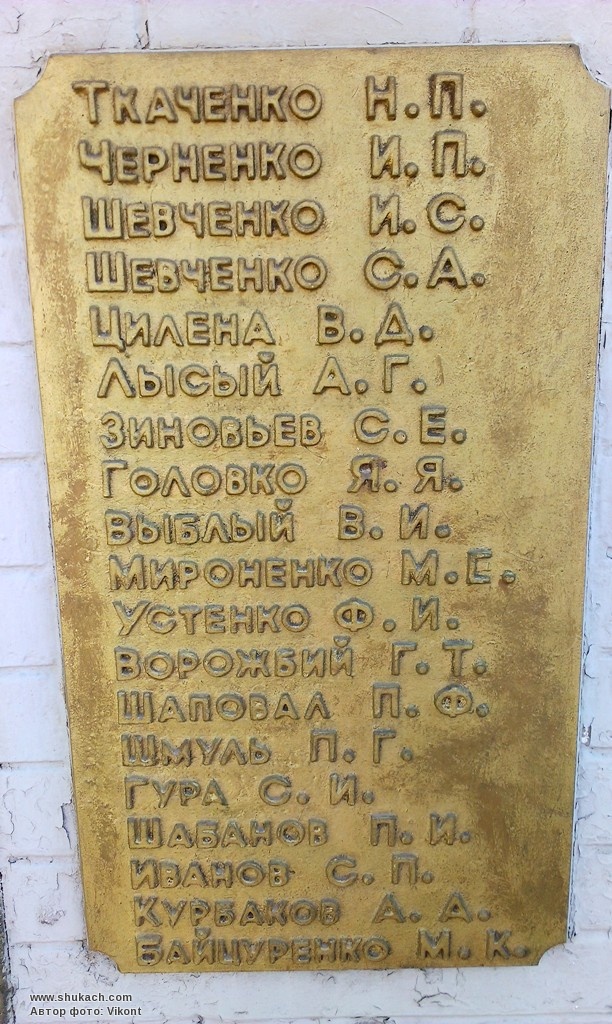 Ткаченко Н.П.
Черненко И.П.
Шевченко И.С.
Шевченко С.А.
Цилена В.Д.
Лысый А.Г.
Зиновьев С.Е.
Головко Я.Я.
Выблый В.И.
Мироненко М.Е.
Устенко Ф.И.
Ворожбий Г.Т.
Шаповал П.Ф.
Шмуль П.Г.
Гура С.И.
Шабанов П.И.
Иванов С.П.
Курбаков А.А.
Байцуренко М.К.
www.shukach.com
Автор фото: Vikont